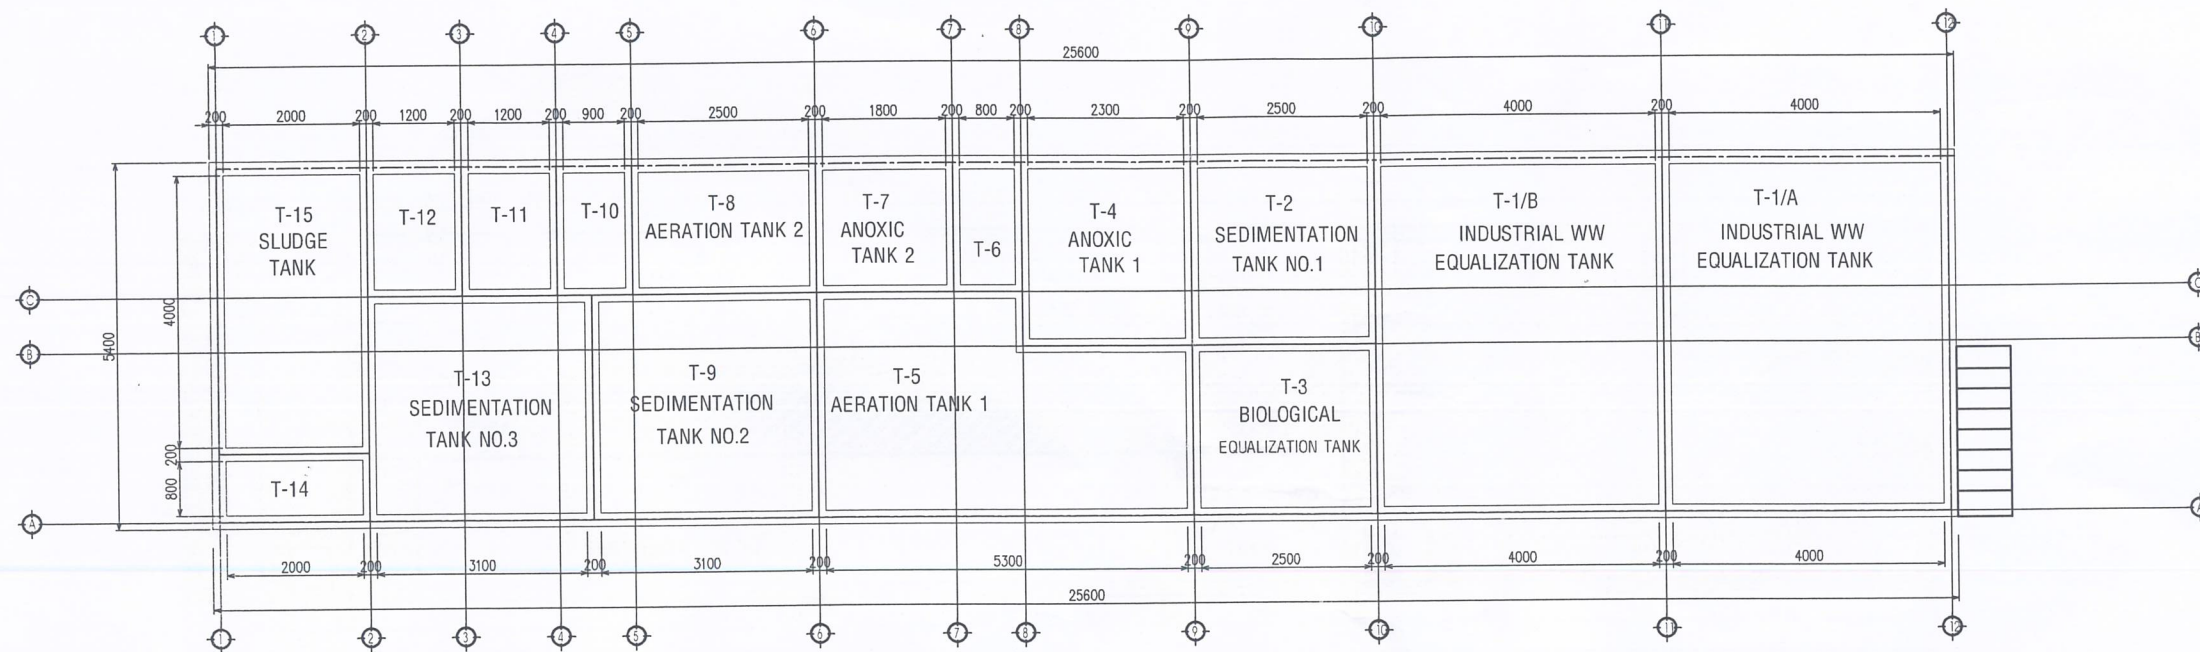 1 2 3 4 5 6 7 8 9 10 11 12
25600
200 2000 200 1200 200 1200 200 900 200 2500 200 1800 200 800 200 2300 200 2500 200 4000 200 4000
T-15
SLUDGE
TANK
T-12
T-11
T-10
T-8
AERATION TANK 2
T-7
ANOXIC
TANK 2
T-6
T-4
ANOXIC
TANK 1
T-2
SEDIMENTATION
TANK NO.1
T-1/B
INDUSTRIAL WW
EQUALIZATION TANK
T-1/A
INDUSTRIAL WW
EQUALIZATION TANK
C C
B B
5400
4000
200
800
T-13
SEDIMENTATION
TANK NO.3
T-9
SEDIMENTATION
TANK NO.2
T-5
AERATION TANK 1
T-3
BIOLOGICAL
EQUALIZATION TANK
T-14
A A
2000 200 3100 200 3100 200 5300 200 2500 200 4000 200 4000
25600
1 2 3 4 5 6 7 8 9 10 11 12